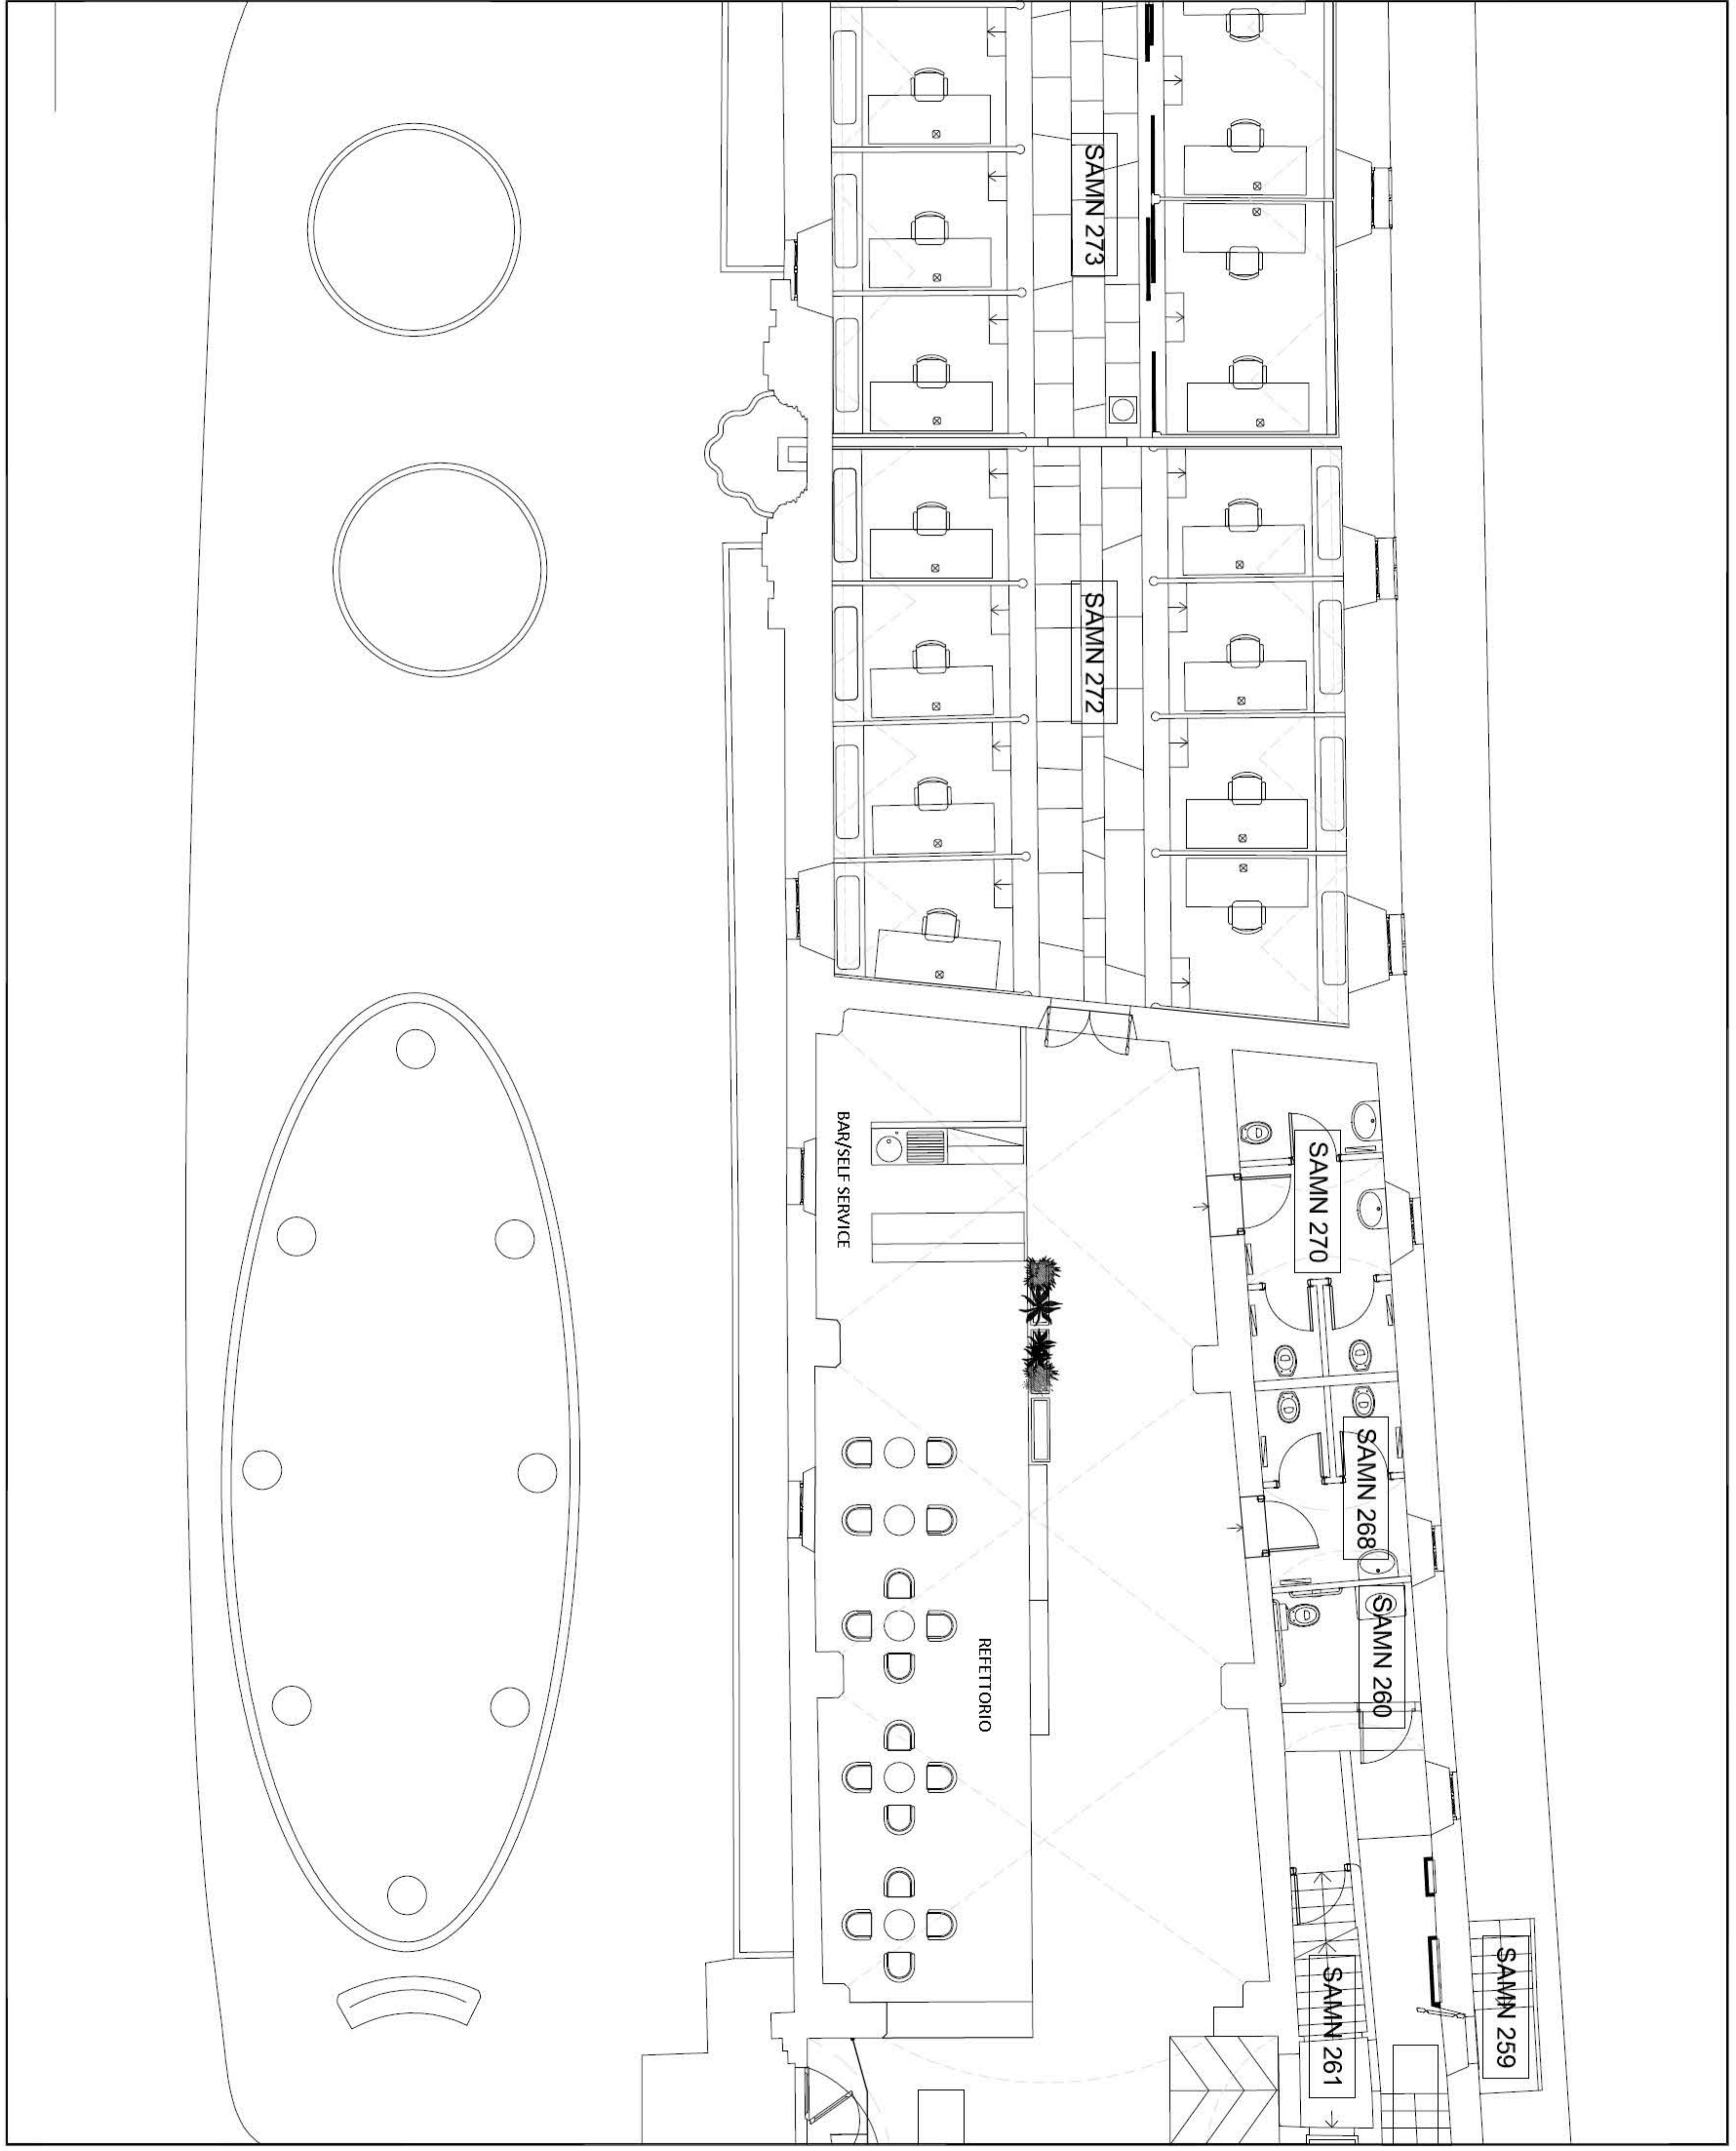 SAMN 273
SAMN 272
BAR/SELF SERVICE
SAMN 270
SAMN 268
REFETTORIO
SAMN 260
SAMN 259
SAMN 261